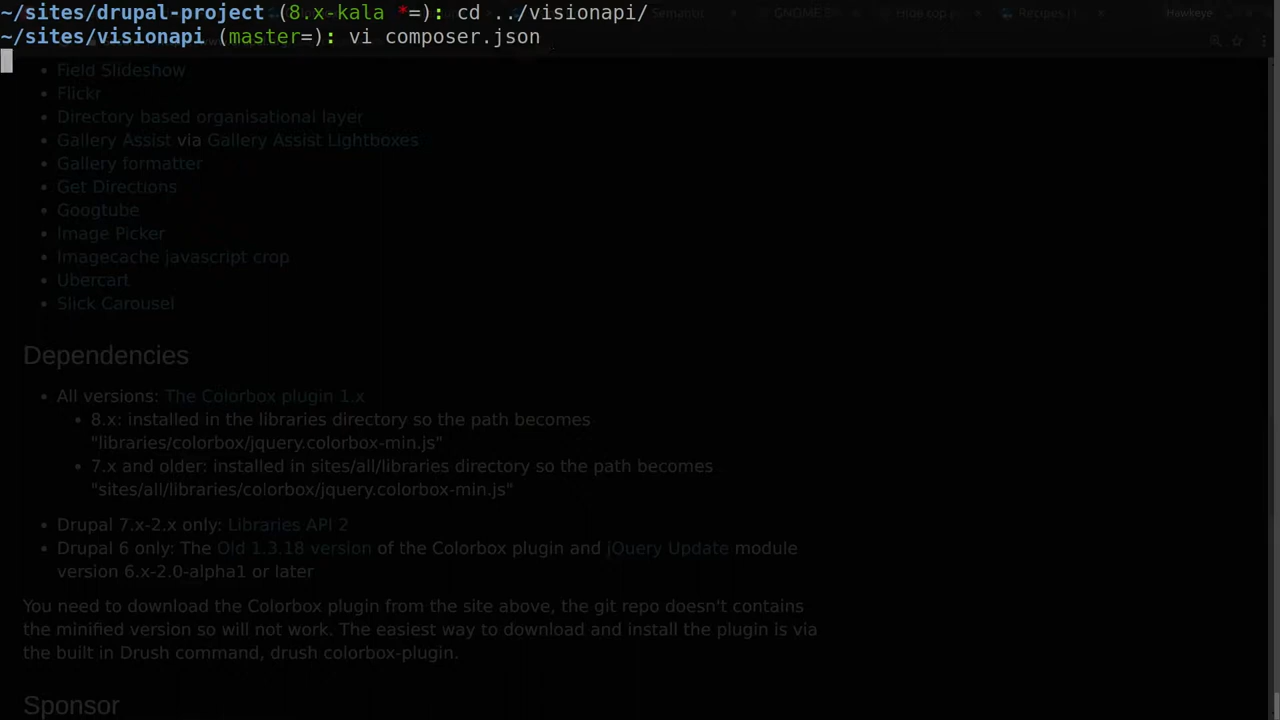 ~/sites/drupal-project (8.x-kala *=): cd ../visionapi/
~/sites/visionapi (master=): vi composer.json
Semantic
GNOME E
Recipes j
Hawkeye
Field Slideshow
Flickr
Directory based organisational layer
Gallery Assist via Gallery Assist Lightboxes
Gallery formatter
Get Directions
Googtube
Image Picker
Imagecache javascript crop
Ubercart
Slick Carousel
Dependencies
All versions: The Colorbox plugin 1.x
8.x: installed in the libraries directory so the path becomes
"libraries/colorbox/jquery.colorbox-min.js"
7.x and older: installed in sites/all/libraries directory so the path becomes
"sites/all/libraries/colorbox/jquery.colorbox-min.js"
Drupal 7.x-2.x only: Libraries API 2
Drupal 6 only: The Old 1.3.18 version of the Colorbox plugin and jQuery Update module
version 6.x-2.0-alpha1 or later
You need to download the Colorbox plugin from the site above, the git repo doesn't contains
the minified version so will not work. The easiest way to download and install the plugin is via
the built in Drush command, drush colorbox-plugin.
Sponsor